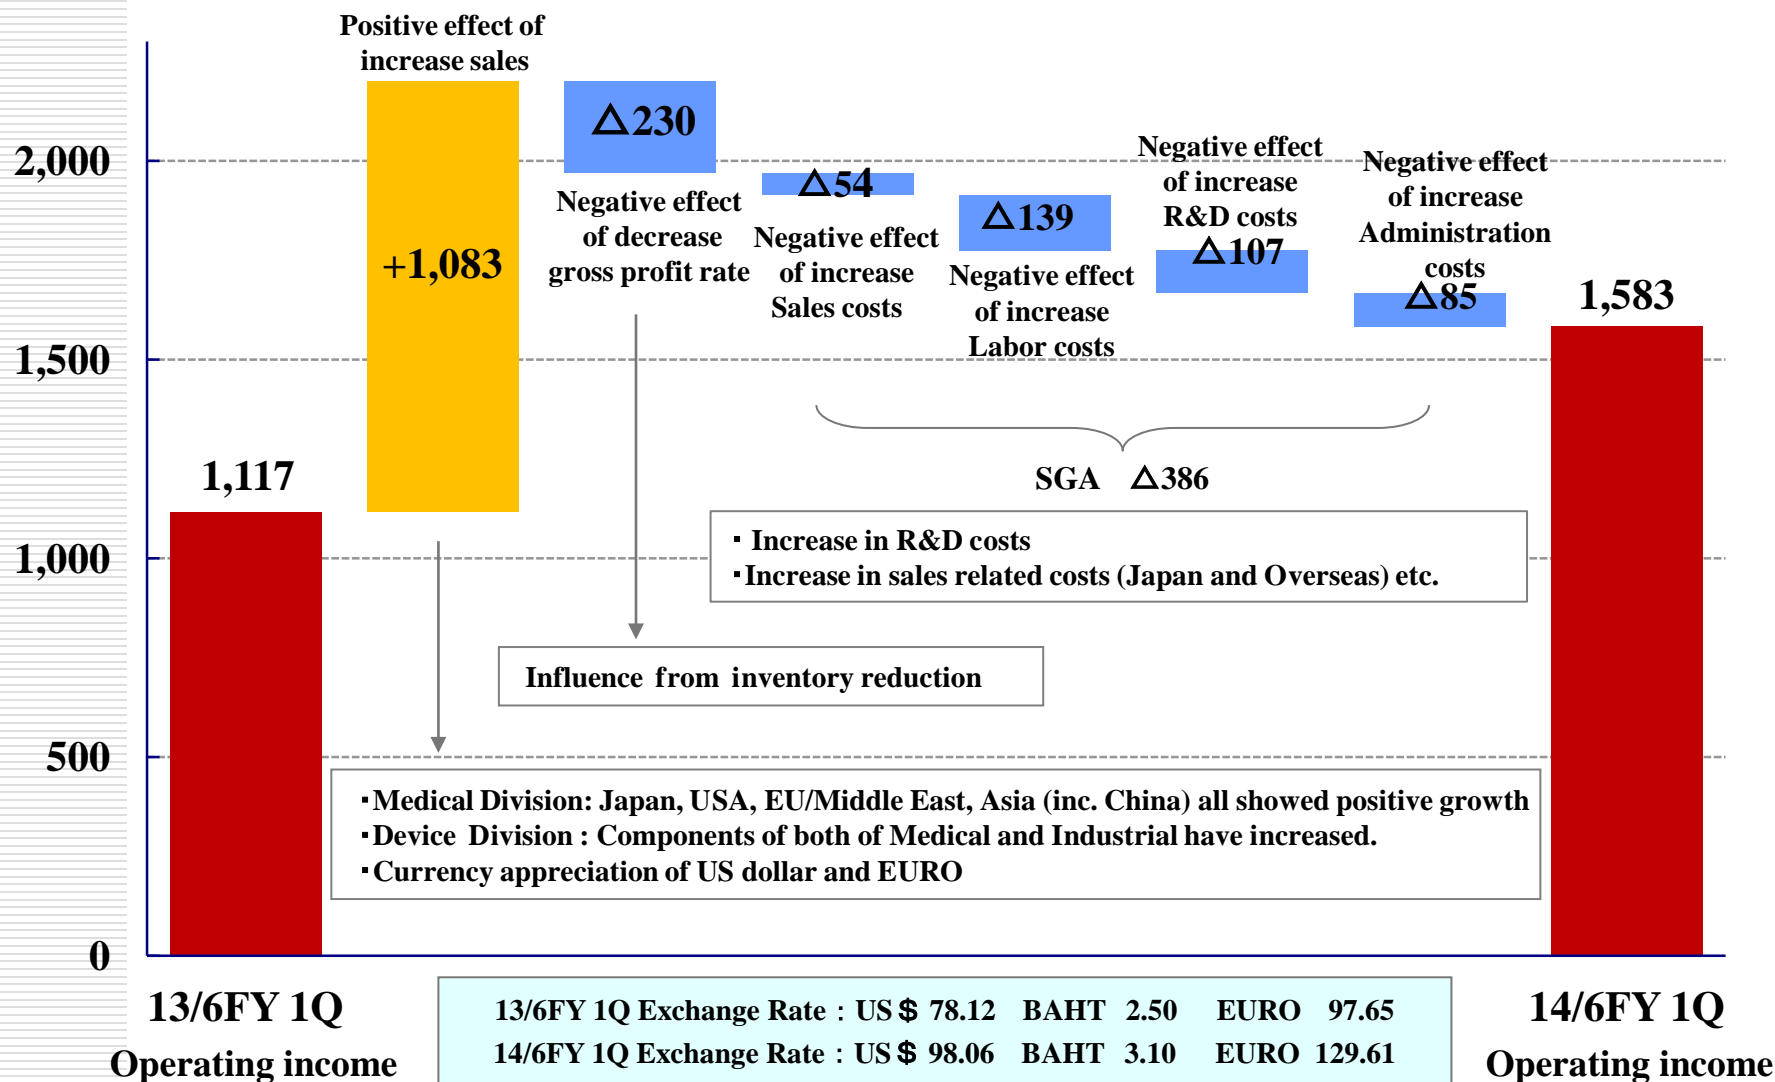 Positive effect of
increase sales
2,000
1,500
1,000
500
0
1,117
+1,083
△230
Negative effect
of decrease
gross profit rate
△54
Negative effect
of increase
Sales costs
△139
Negative effect
of increase
Labor costs
Negative effect
of increase
R&D costs
△107
Negative effect
of increase
Administration
costs
△85
1,583
SGA △386
・Increase in R&D costs
・Increase in sales related costs (Japan and Overseas) etc.
Influence from inventory reduction
・Medical Division: Japan, USA, EU/Middle East, Asia (inc. China) all showed positive growth
・Device Division : Components of both of Medical and Industrial have increased.
・Currency appreciation of US dollar and EURO
13/6FY 1Q
Operating income
13/6FY 1Q Exchange Rate：US＄ 78.12 BAHT 2.50 EURO 97.65
14/6FY 1Q Exchange Rate：US＄ 98.06 BAHT 3.10 EURO 129.61
14/6FY 1Q
Operating income